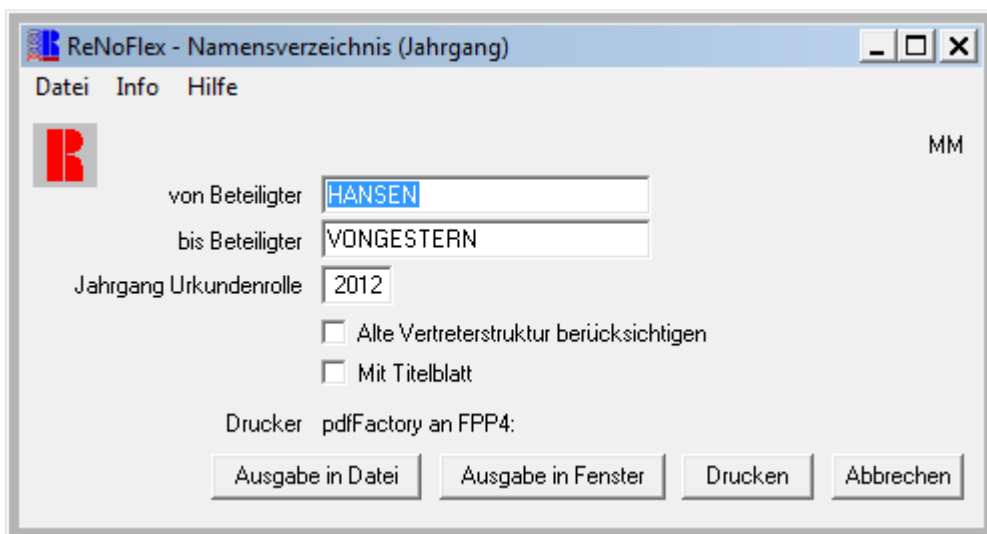 ReNoFlex - Namensverzeichnis (Jahrgang)
Datei Info Hilfe
MM
von Beteiligter HANSEN
bis Beteiligter VONGESTERN
Jahrgang Urkundenrolle 2012
Alte Vertreterstruktur berücksichtigen
Mit Titelblatt
Drucker pdfFactory an FPP4:
Ausgabe in Datei Ausgabe in Fenster Drucken Abbrechen